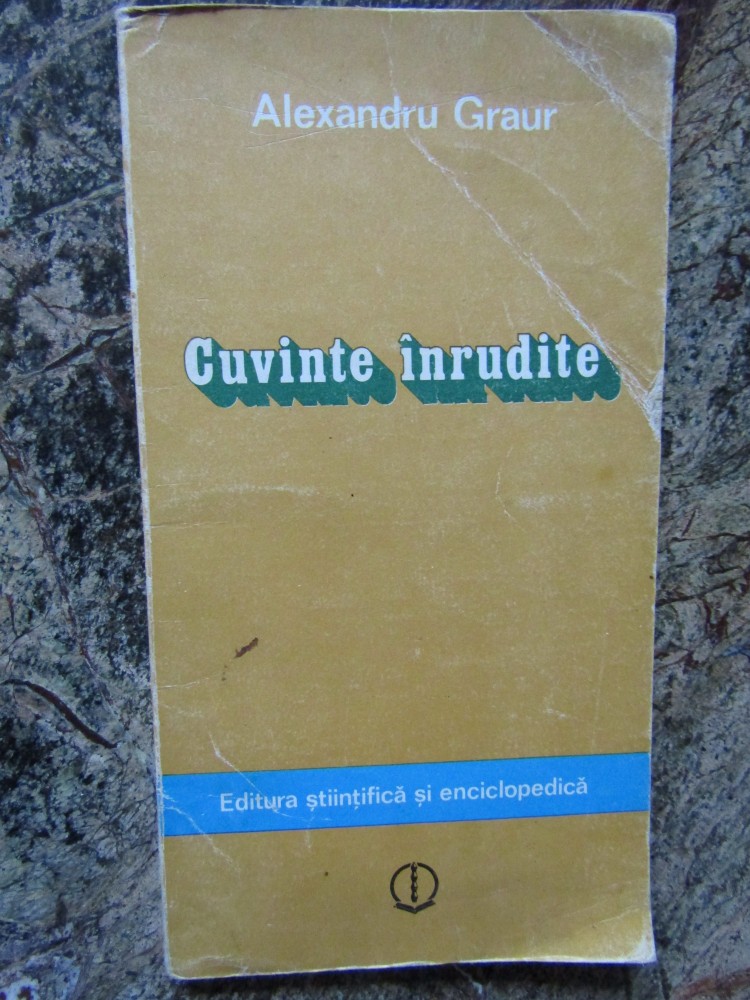 Alexandru Graur
Cuvinte înrudite
Editura științifică și enciclopedică